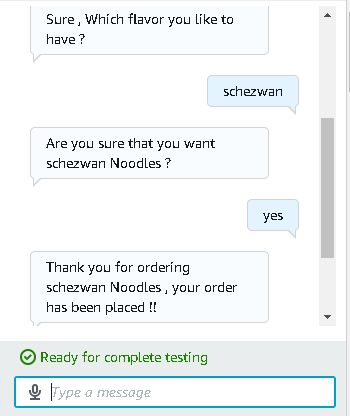 Sure , Which flavor you like to
have ?
schezwan
Are you sure that you want
schezwan Noodles ?
yes
Thank you for ordering
schezwan Noodles , your order
has been placed !!
Ready for complete testing
Type a message